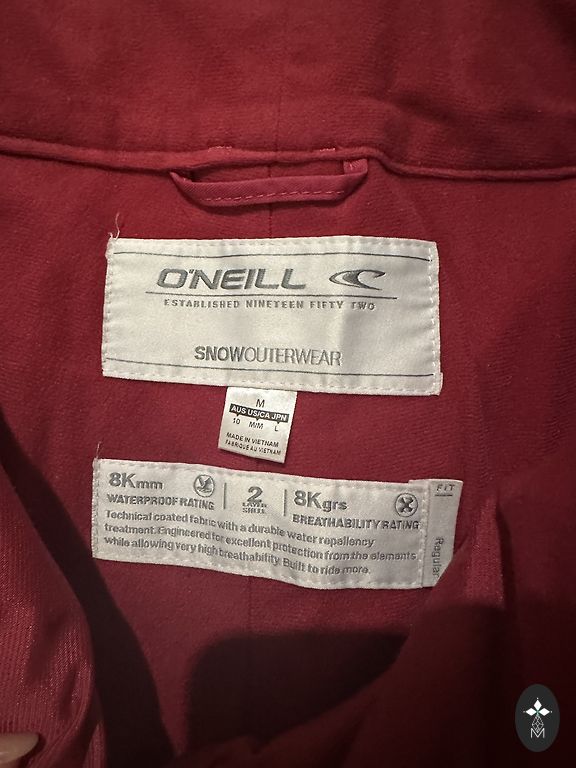 O'NEILL
ESTABLISHED NINETEEN FIFTY TWO
SNOWOUTERWEAR
M
AUS US/CA JPN
10 M/M L
MADE IN VIETNAM
FABRIQUE AU VIETNAM
8Kmm
WATERPROOF RATING
2
LAYER
SHELL
8Kgrs
BREATHABILITY RATING
Technical coated fabric with a durable water repellency
treatment. Engineered for excellent protection from the elements
while allowing very high breathability. Built to ride more.
FIT
Regular
M